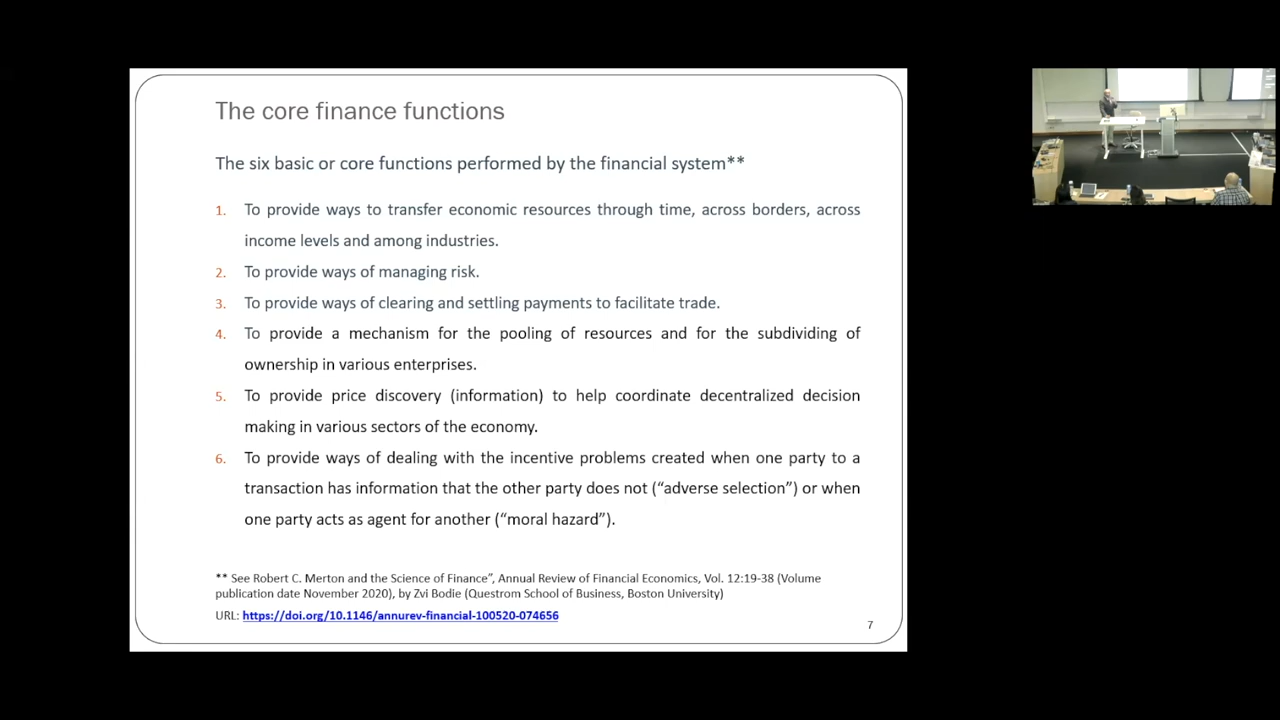 The core finance functions
The six basic or core functions performed by the financial system**
1. To provide ways to transfer economic resources through time, across borders, across
income levels and among industries.
2. To provide ways of managing risk.
3. To provide ways of clearing and settling payments to facilitate trade.
4. To provide a mechanism for the pooling of resources and for the subdividing of
ownership in various enterprises.
5. To provide price discovery (information) to help coordinate decentralized decision
making in various sectors of the economy.
6. To provide ways of dealing with the incentive problems created when one party to a
transaction has information that the other party does not (“adverse selection”) or when
one party acts as agent for another (“moral hazard”).
** See Robert C. Merton and the Science of Finance”, Annual Review of Financial Economics, Vol. 12:19-38 (Volume
publication date November 2020), by Zvi Bodie (Questrom School of Business, Boston University)
URL: https://doi.org/10.1146/annurev-financial-100520-074656
7